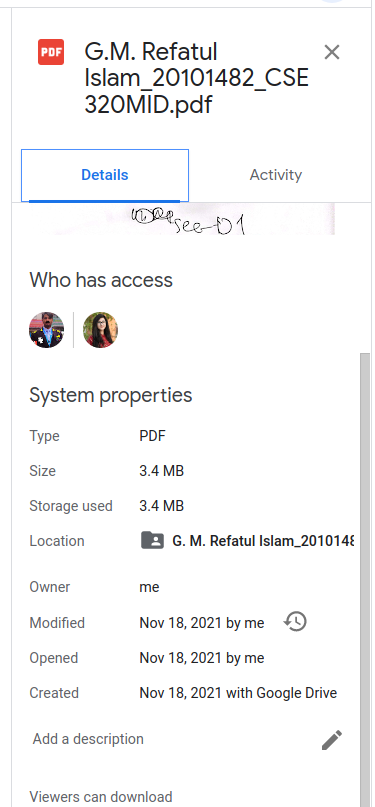 PDF
G.M. Refatul
Islam_20101482_CSE
320MID.pdf
Details
Activity
see-01
Who has access
System properties
Type PDF
Size 3.4 MB
Storage used 3.4 MB
Location G. M. Refatul Islam_2010148
Owner me
Modified Nov 18, 2021 by me
Opened Nov 18, 2021 by me
Created Nov 18, 2021 with Google Drive
Add a description
Viewers can download